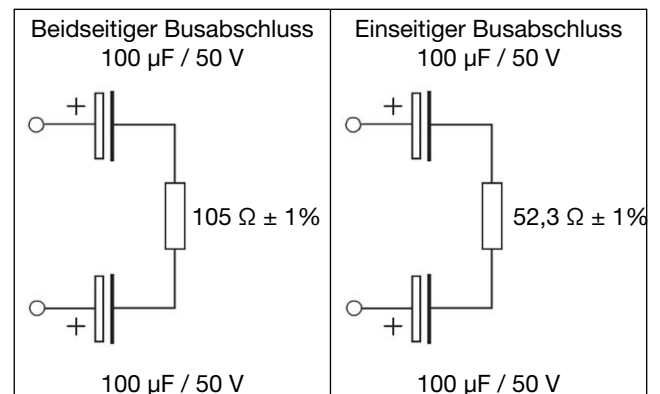 Beidseitiger Busabschluss
100 µF / 50 V
+
105 Ω ± 1%
+
100 µF / 50 V
Einseitiger Busabschluss
100 µF / 50 V
+
52,3 Ω ± 1%
+
100 µF / 50 V